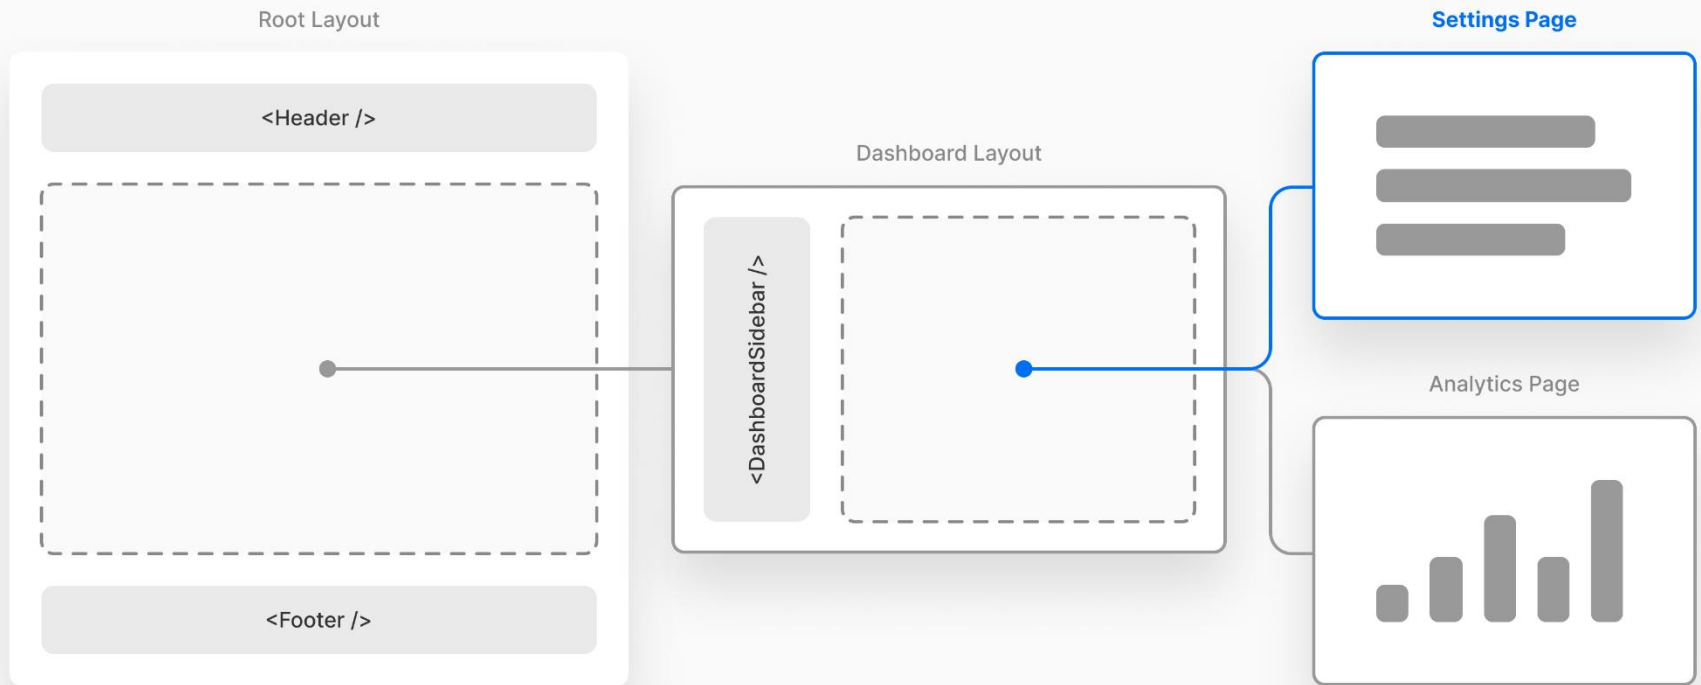 Root Layout
<Header />
<Footer />
Dashboard Layout
<DashboardSidebar />
Settings Page
Analytics Page